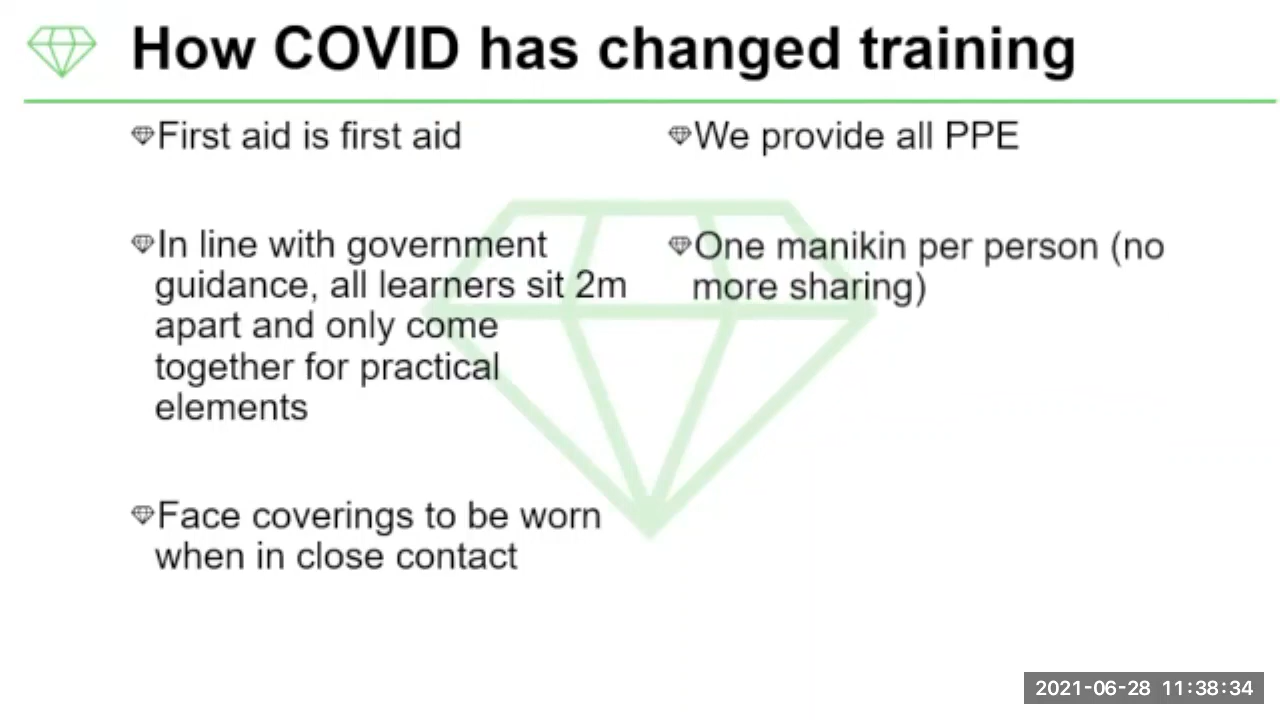 How COVID has changed training
First aid is first aid
In line with government
guidance, all learners sit 2m
apart and only come
together for practical
elements
Face coverings to be worn
when in close contact
We provide all PPE
One manikin per person (no
more sharing)
2021-06-28 11:38:34